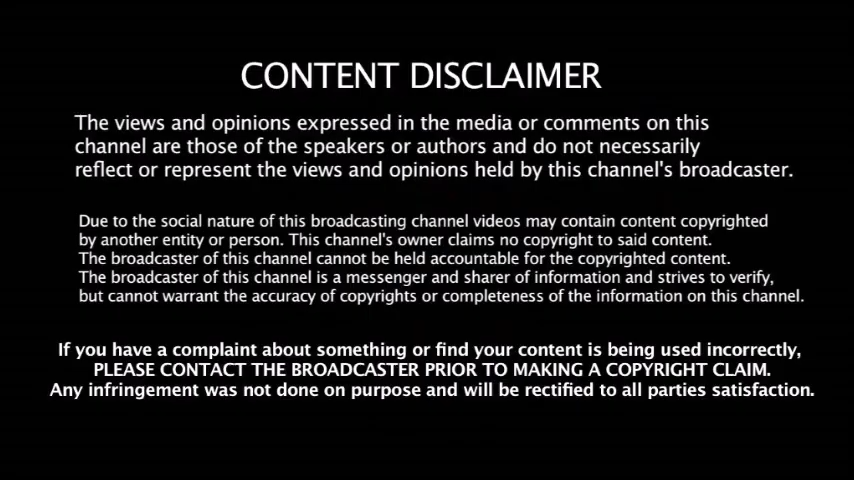 CONTENT DISCLAIMER
The views and opinions expressed in the media or comments on this
channel are those of the speakers or authors and do not necessarily
reflect or represent the views and opinions held by this channel's broadcaster.
Due to the social nature of this broadcasting channel videos may contain content copyrighted
by another entity or person. This channel's owner claims no copyright to said content.
The broadcaster of this channel cannot be held accountable for the copyrighted content.
The broadcaster of this channel is a messenger and sharer of information and strives to verify,
but cannot warrant the accuracy of copyrights or completeness of the information on this channel.
If you have a complaint about something or find your content is being used incorrectly,
PLEASE CONTACT THE BROADCASTER PRIOR TO MAKING A COPYRIGHT CLAIM.
Any infringement was not done on purpose and will be rectified to all parties satisfaction.